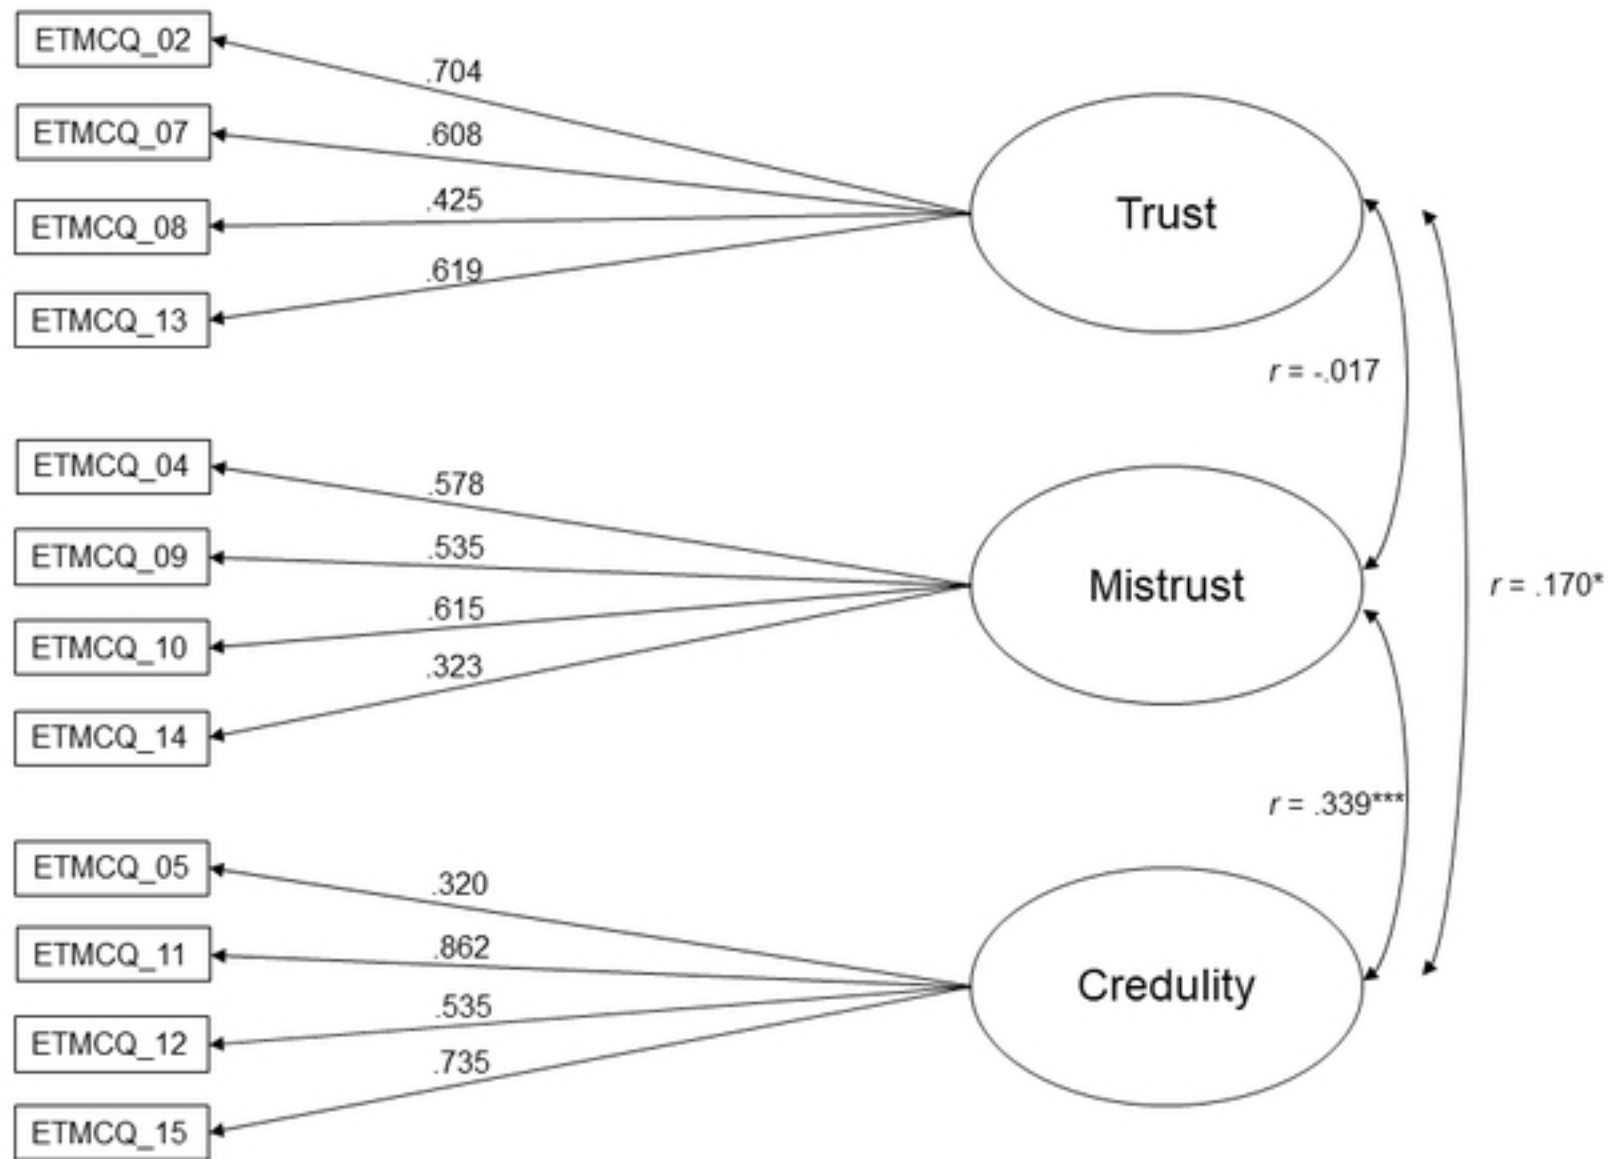 ETMCQ_02
.704
ETMCQ_07
.608
ETMCQ_08
.425
ETMCQ_13
.619
Trust
r = -.017
ETMCQ_04
.578
ETMCQ_09
.535
ETMCQ_10
.615
ETMCQ_14
.323
Mistrust
r = .170*
r = .339***
ETMCQ_05
.320
ETMCQ_11
.862
ETMCQ_12
.535
ETMCQ_15
.735
Credulity